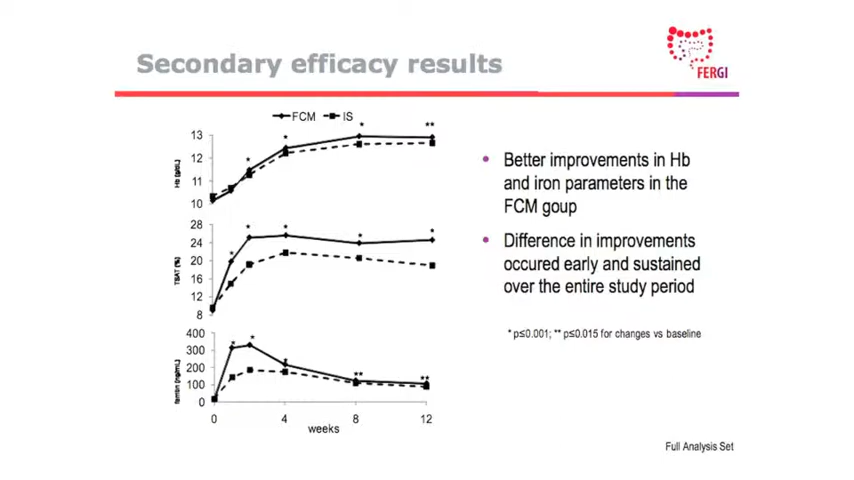 Secondary efficacy results
FERGI
FCM IS
13
12
11
10
Hb (g/dL)
* * * **
28
24
20
16
12
8
TSAT (%)
* * * * *
400
300
200
100
0
ferritin (ng/mL)
* * * ** **
0 4 8 12
weeks
• Better improvements in Hb
and iron parameters in the
FCM goup
• Difference in improvements
occured early and sustained
over the entire study period
* p≤0.001; ** p≤0.015 for changes vs baseline
Full Analysis Set